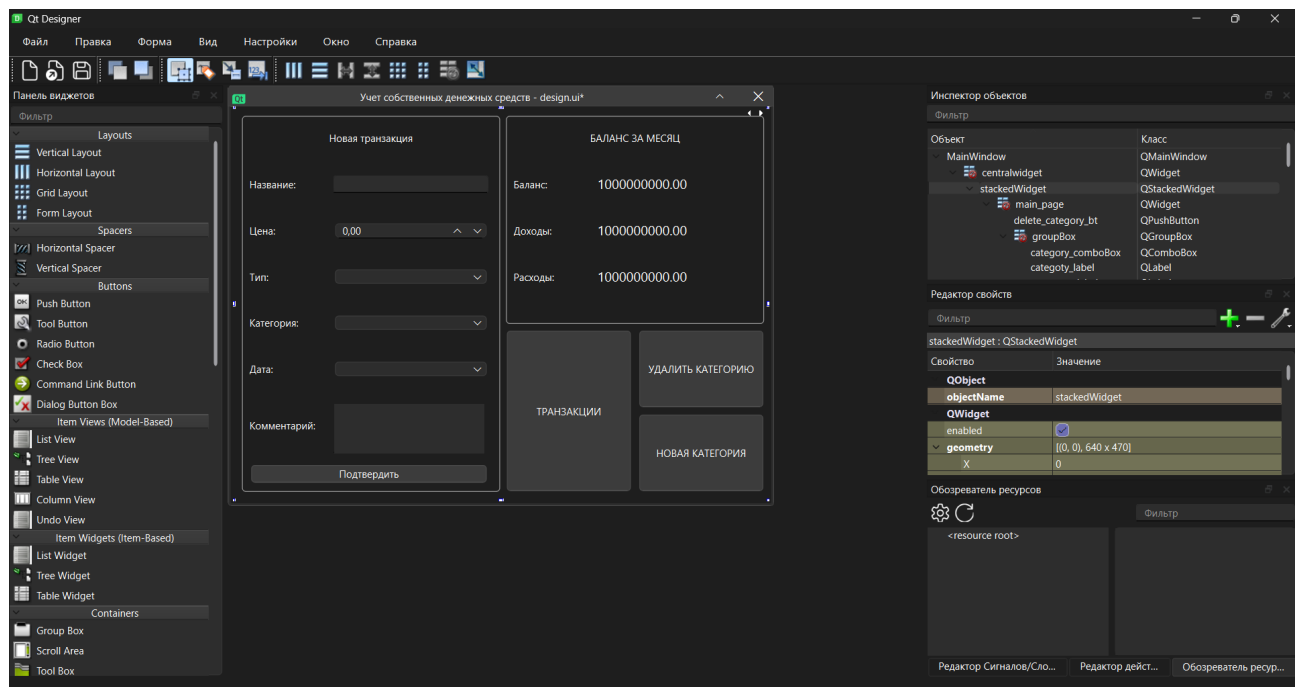 Qt Designer
Файл Правка Форма Вид Настройки Окно Справка
Панель виджетов
Фильтр
Layouts
Vertical Layout
Horizontal Layout
Grid Layout
Form Layout
Spacers
Horizontal Spacer
Vertical Spacer
Buttons
Push Button
Tool Button
Radio Button
Check Box
Command Link Button
Dialog Button Box
Item Views (Model-Based)
List View
Tree View
Table View
Column View
Undo View
Item Widgets (Item-Based)
List Widget
Tree Widget
Table Widget
Containers
Group Box
Scroll Area
Tool Box
Учет собственных денежных средств - design.ui*
Новая транзакция
Название:
Цена: 0,00
Тип:
Категория:
Дата:
Комментарий:
Подтвердить
БАЛАНС ЗА МЕСЯЦ
Баланс: 1000000000.00
Доходы: 1000000000.00
Расходы: 1000000000.00
ТРАНЗАКЦИИ
УДАЛИТЬ КАТЕГОРИЮ
НОВАЯ КАТЕГОРИЯ
Инспектор объектов
Фильтр
Объект Класс
MainWindow QMainWindow
centralwidget QWidget
stackedWidget QStackedWidget
main_page QWidget
delete_category_bt QPushButton
groupBox QGroupBox
category_comboBox QComboBox
categoty_label QLabel
Редактор свойств
Фильтр
stackedWidget : QStackedWidget
Свойство Значение
QObject
objectName stackedWidget
QWidget
enabled
geometry [(0, 0), 640 x 470]
X 0
Обозреватель ресурсов
Фильтр
<resource root>
Редактор Сигналов/Сло... Редактор дейст... Обозреватель ресур...